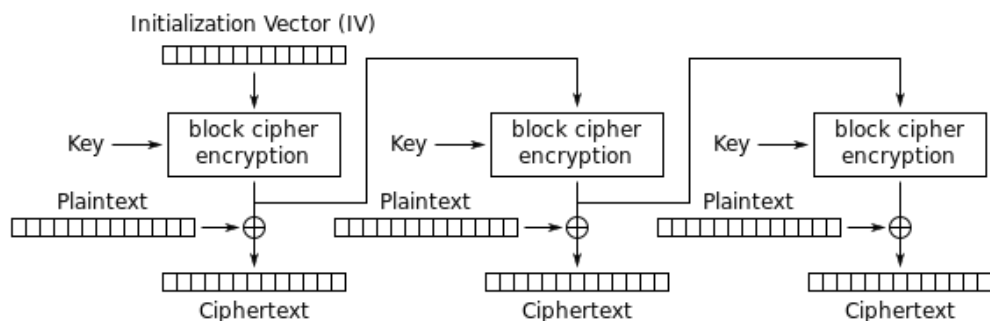 Initialization Vector (IV)
Key
block cipher
encryption
Key
block cipher
encryption
Key
block cipher
encryption
Plaintext
Plaintext
Plaintext
Ciphertext
Ciphertext
Ciphertext